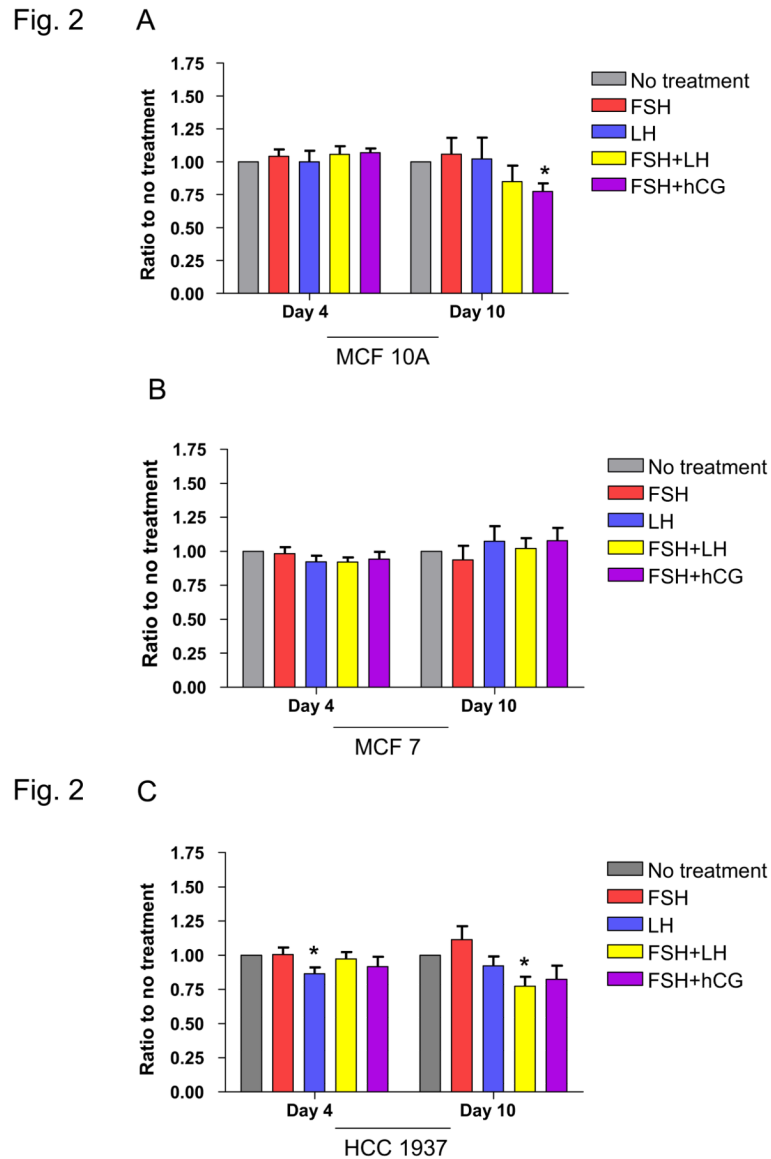 Fig. 2 A
Ratio to no treatment
1.75
1.50
1.25
1.00
0.75
0.50
0.25
0.00
*
Day 4 Day 10
MCF 10A
No treatment
FSH
LH
FSH+LH
FSH+hCG
B
Ratio to no treatment
1.75
1.50
1.25
1.00
0.75
0.50
0.25
0.00
Day 4 Day 10
MCF 7
No treatment
FSH
LH
FSH+LH
FSH+hCG
Fig. 2 C
Ratio to no treatment
1.75
1.50
1.25
1.00
0.75
0.50
0.25
0.00
* *
Day 4 Day 10
HCC 1937
No treatment
FSH
LH
FSH+LH
FSH+hCG